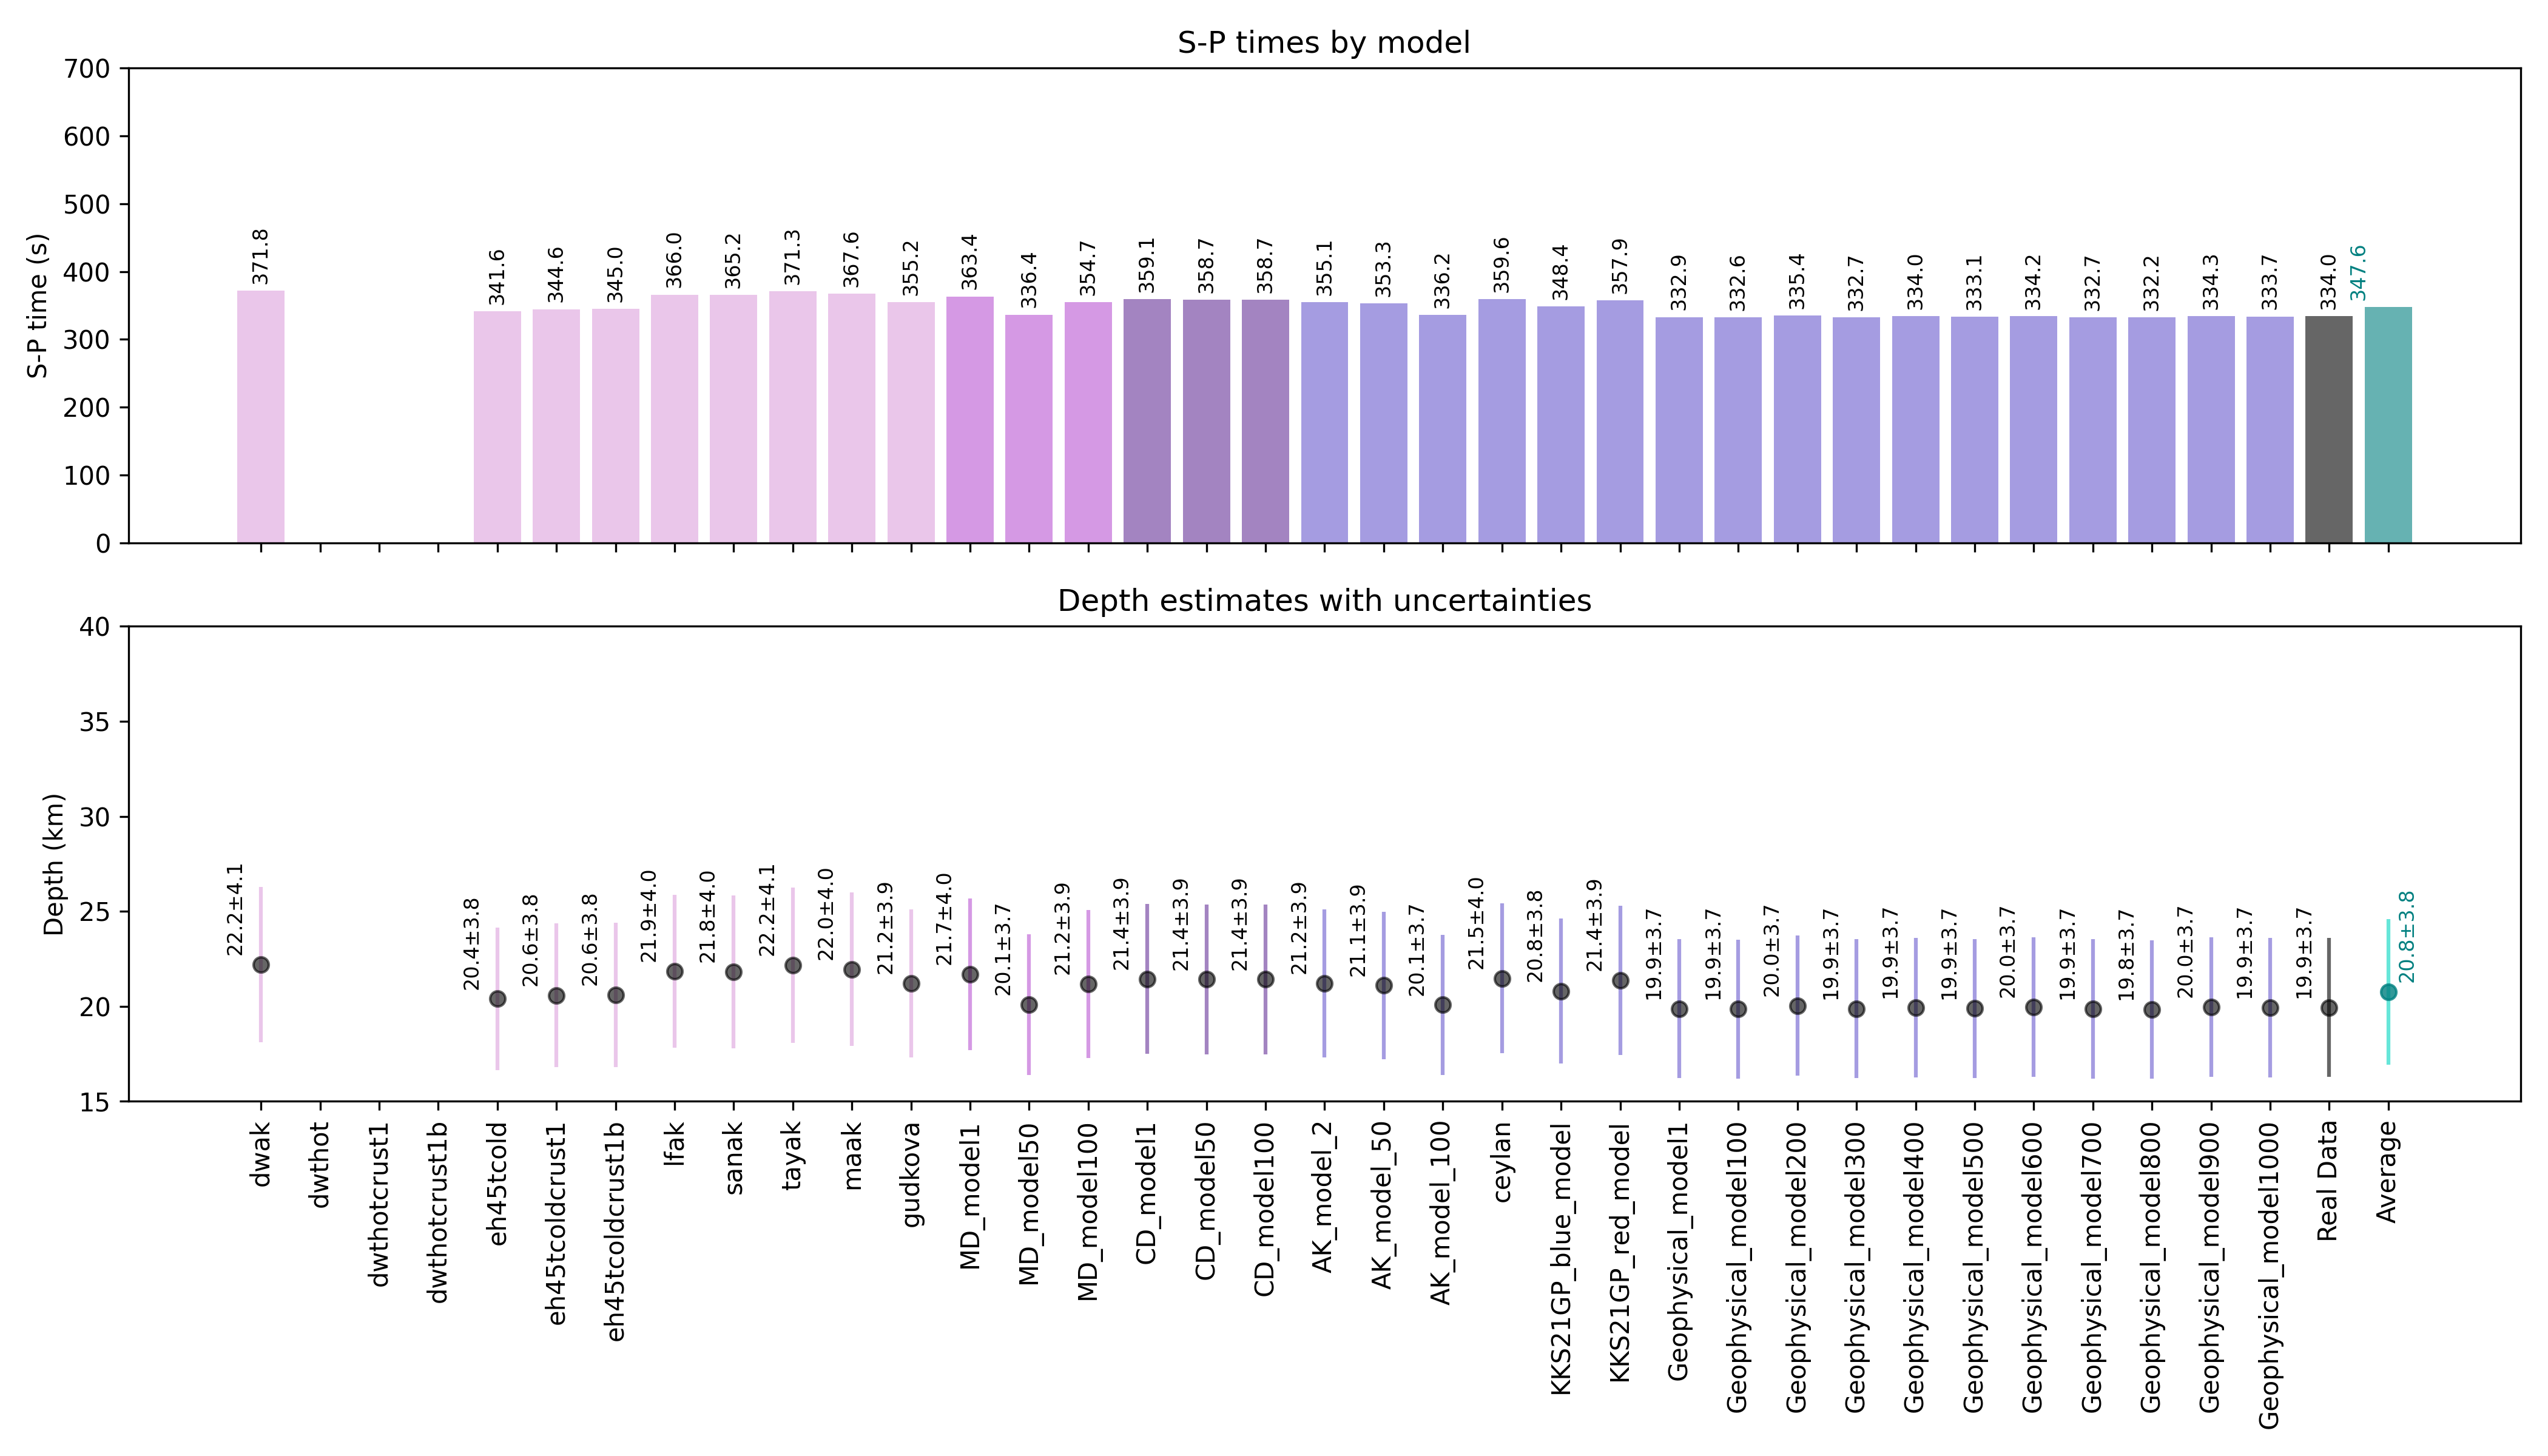 S-P times by model
S-P time (s)
700
600
500
400
300
200
100
0
371.8
341.6
344.6
345.0
366.0
365.2
371.3
367.6
355.2
363.4
336.4
354.7
359.1
358.7
358.7
355.1
353.3
336.2
359.6
348.4
357.9
332.9
332.6
335.4
332.7
334.0
333.1
334.2
332.7
332.2
334.3
333.7
334.0
347.6
Depth estimates with uncertainties
Depth (km)
40
35
30
25
20
15
22.2±4.1
20.4±3.8
20.6±3.8
20.6±3.8
21.9±4.0
21.8±4.0
22.2±4.1
22.0±4.0
21.2±3.9
21.7±4.0
20.1±3.7
21.2±3.9
21.4±3.9
21.4±3.9
21.4±3.9
21.2±3.9
21.1±3.9
20.1±3.7
21.5±4.0
20.8±3.8
21.4±3.9
19.9±3.7
19.9±3.7
20.0±3.7
19.9±3.7
19.9±3.7
19.9±3.7
20.0±3.7
19.9±3.7
19.8±3.7
20.0±3.7
19.9±3.7
19.9±3.7
20.8±3.8
dwak
dwthot
dwthotcrust1
dwthotcrust1b
eh45tcold
eh45tcoldcrust1
eh45tcoldcrust1b
lfak
sanak
tayak
maak
gudkova
MD_model1
MD_model50
MD_model100
CD_model1
CD_model50
CD_model100
AK_model_2
AK_model_50
AK_model_100
ceylan
KKS21GP_blue_model
KKS21GP_red_model
Geophysical_model1
Geophysical_model100
Geophysical_model200
Geophysical_model300
Geophysical_model400
Geophysical_model500
Geophysical_model600
Geophysical_model700
Geophysical_model800
Geophysical_model900
Geophysical_model1000
Real Data
Average